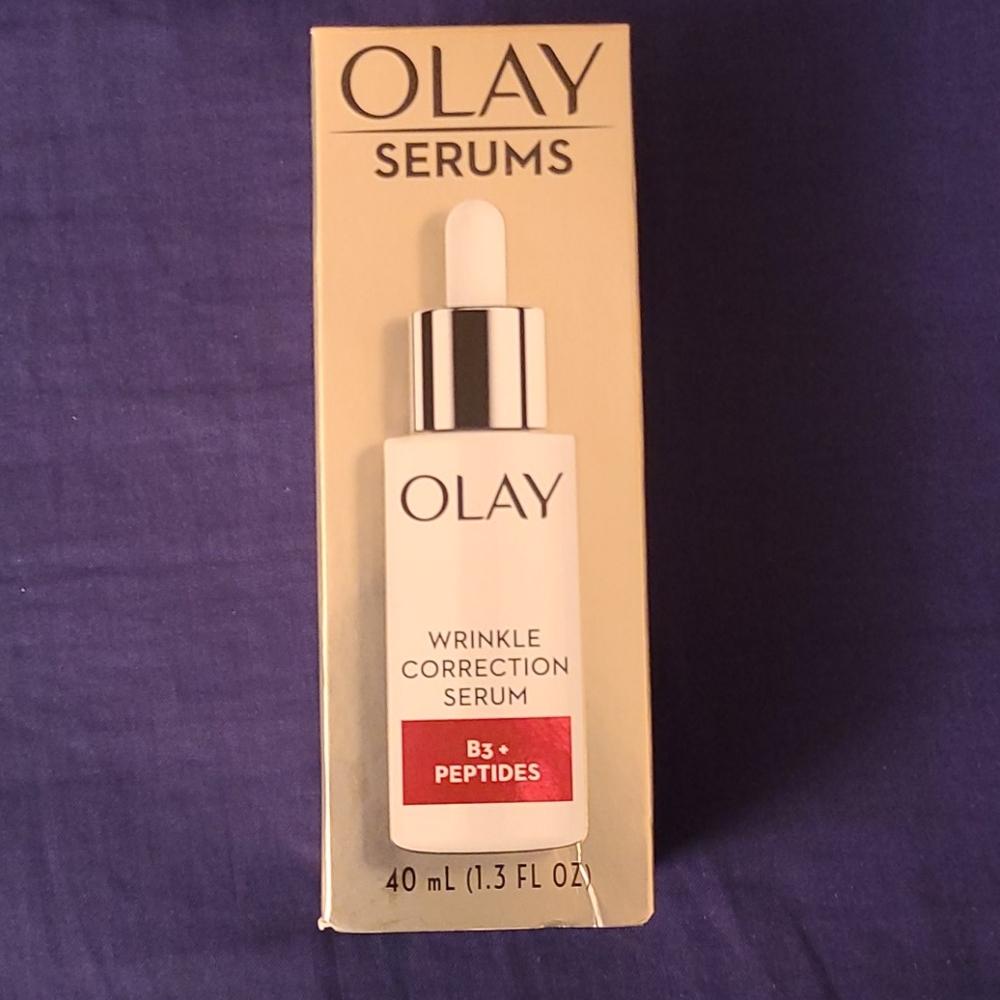 OLAY
SERUMS
OLAY
WRINKLE
CORRECTION
SERUM
B3+
PEPTIDES
40 mL (1.3 FL OZ)